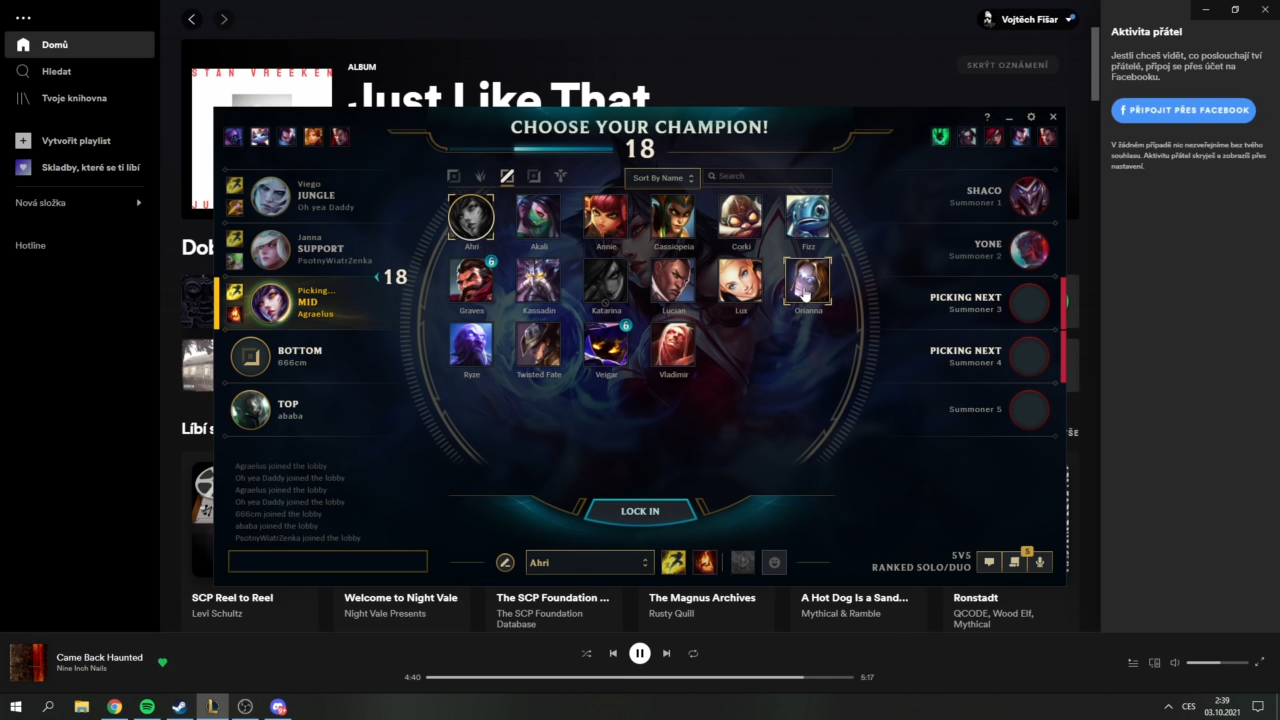 Domů
Hledat
Tvoje knihovna
Vytvořit playlist
Skladby, které se ti líbí
Nová složka
Hotline
Vojtěch Fišar
STAN VREEKEN
ALBUM
Just Like That
SKRÝT OZNÁMENÍ
Aktivita přátel
Jestli chceš vidět, co poslouchají tví
přátelé, připoj se přes účet na
Facebooku.
PŘIPOJIT PŘES FACEBOOK
V žádném případě nic nezveřejníme bez tvého
souhlasu. Aktivitu přátel skryješ a zobrazíš přes
nastavení.
?
CHOOSE YOUR CHAMPION!
18
Sort By Name
Search
Viego
JUNGLE
Oh yea Daddy
Janna
SUPPORT
PsotnyWiatrZenka
18
Picking...
MID
Agraelus
BOTTOM
666cm
TOP
ababa
Ahri
Akali
Annie
Cassiopeia
Corki
Fizz
6
Graves
Kassadin
Katarina
Lucian
Lux
Orianna
6
Ryze
Twisted Fate
Veigar
Vladimir
SHACO
Summoner 1
YONE
Summoner 2
PICKING NEXT
Summoner 3
PICKING NEXT
Summoner 4
Summoner 5
Agraelus joined the lobby
Oh yea Daddy joined the lobby
Agraelus joined the lobby
Oh yea Daddy joined the lobby
666cm joined the lobby
ababa joined the lobby
PsotnyWiatrZenka joined the lobby
LOCK IN
Ahri
5V5
RANKED SOLO/DUO
5
Dob
Líbí s
ŠE
SCP Reel to Reel
Levi Schultz
Welcome to Night Vale
Night Vale Presents
The SCP Foundation ...
The SCP Foundation
Database
The Magnus Archives
Rusty Quill
A Hot Dog Is a Sand...
Mythical & Ramble
Ronstadt
QCODE, Wood Elf,
Mythical
Came Back Haunted
Nine Inch Nails
4:40
5:17
CES
2:39
03.10.2021